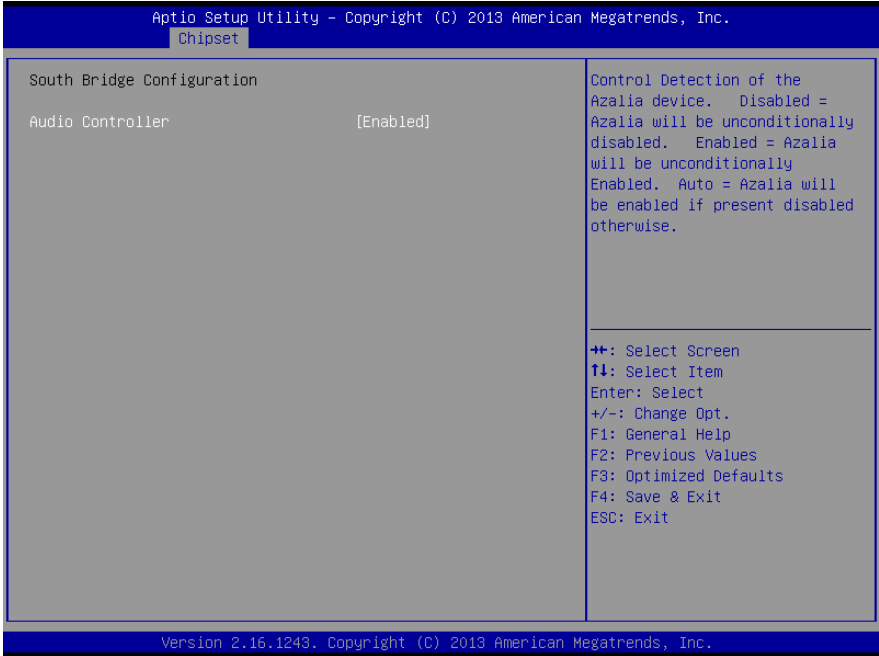 Aptio Setup Utility – Copyright (C) 2013 American Megatrends, Inc.
Chipset
South Bridge Configuration
Audio Controller [Enabled]
Control Detection of the
Azalia device. Disabled =
Azalia will be unconditionally
disabled. Enabled = Azalia
will be unconditionally
Enabled. Auto = Azalia will
be enabled if present disabled
otherwise.
→←: Select Screen
↑↓: Select Item
Enter: Select
+/-: Change Opt.
F1: General Help
F2: Previous Values
F3: Optimized Defaults
F4: Save & Exit
ESC: Exit
Version 2.16.1243. Copyright (C) 2013 American Megatrends, Inc.